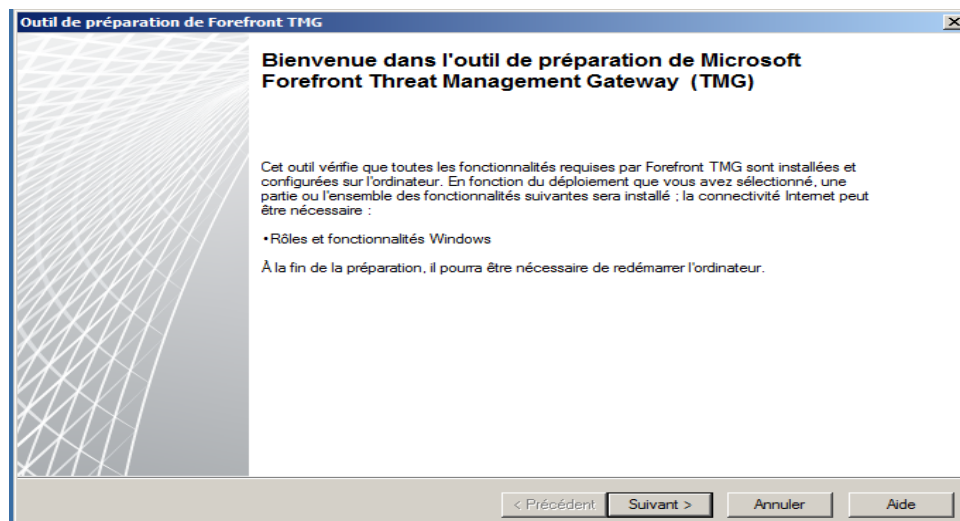 Outil de préparation de Forefront TMG
Bienvenue dans l'outil de préparation de Microsoft
Forefront Threat Management Gateway (TMG)
Cet outil vérifie que toutes les fonctionnalités requises par Forefront TMG sont installées et
configurées sur l'ordinateur. En fonction du déploiement que vous avez sélectionné, une
partie ou l'ensemble des fonctionnalités suivantes sera installé ; la connectivité Internet peut
être nécessaire :
•Rôles et fonctionnalités Windows
À la fin de la préparation, il pourra être nécessaire de redémarrer l'ordinateur.
< Précédent Suivant > Annuler Aide